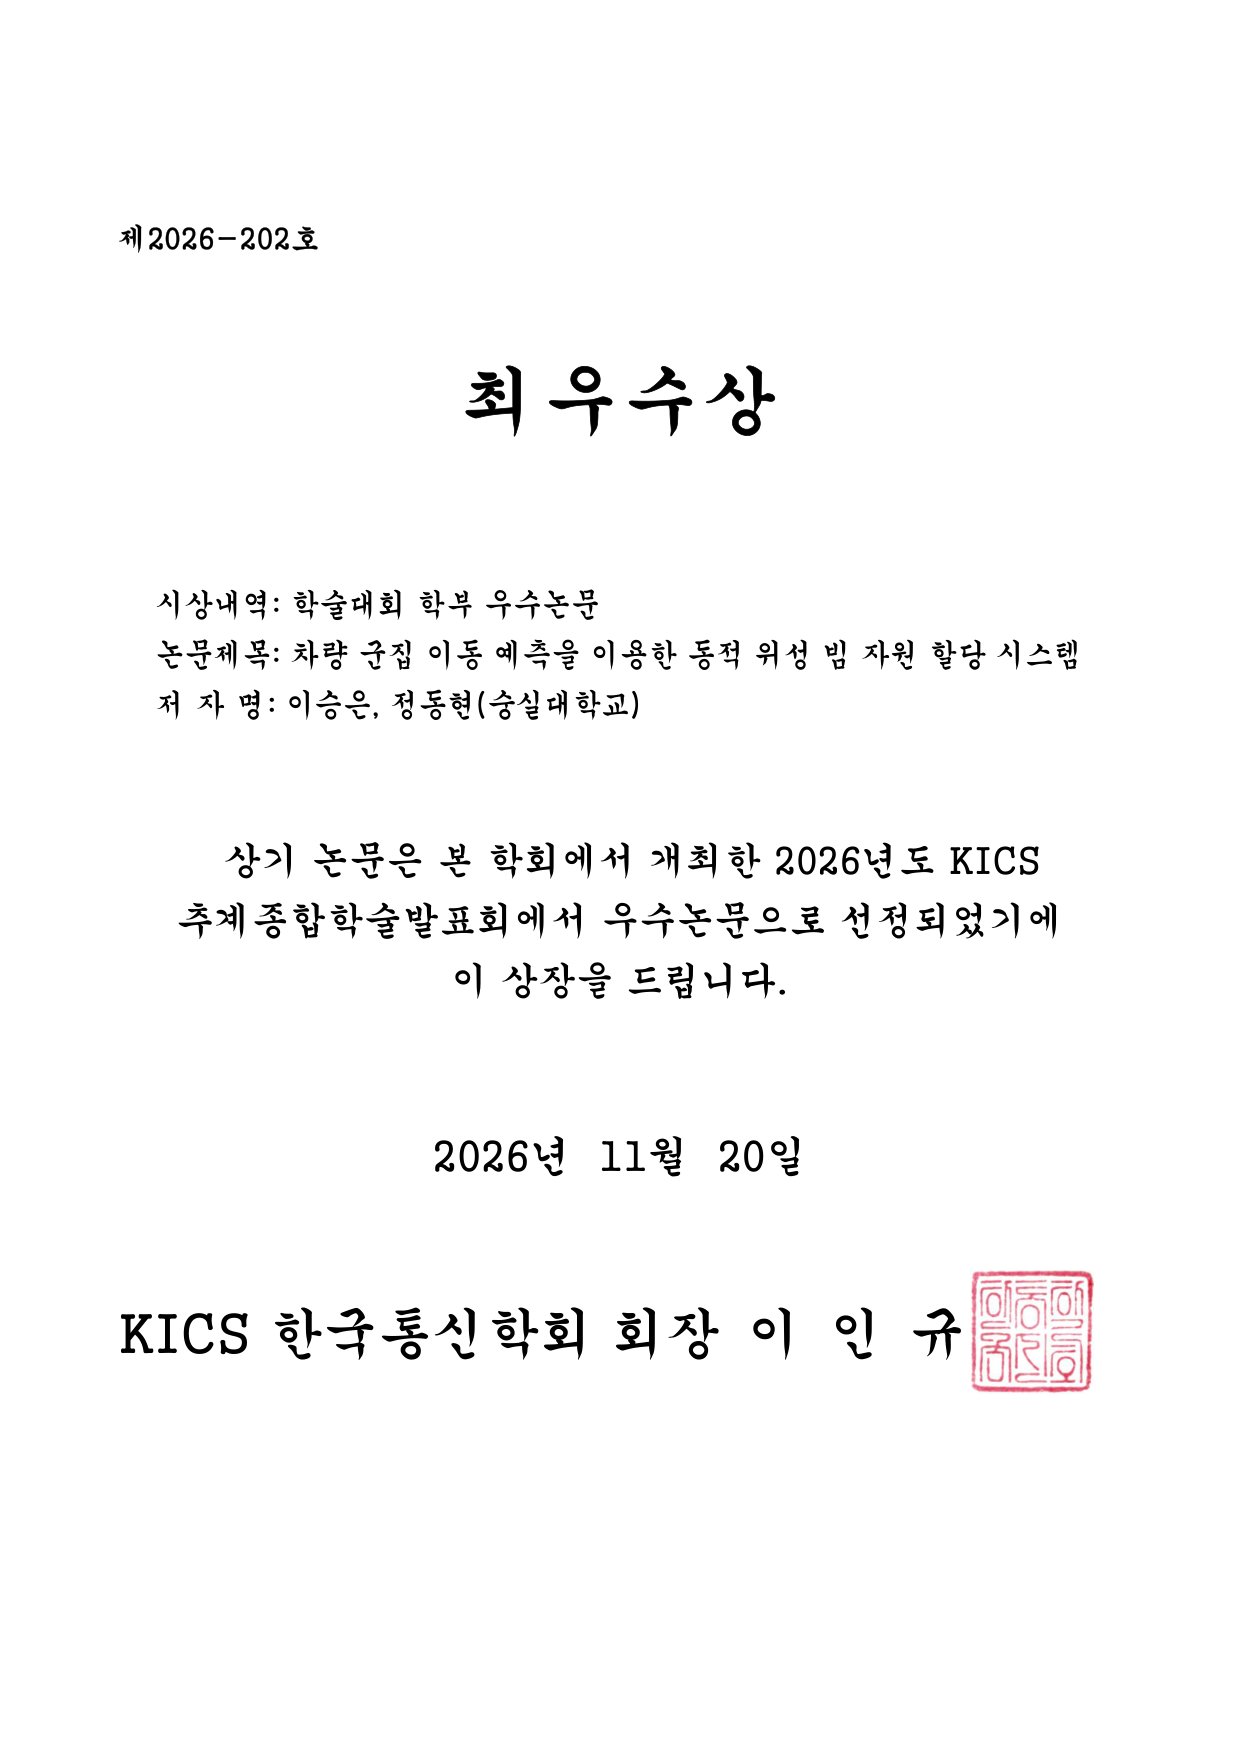 제2026-202호
최우수상
시상내역: 학술대회 학부 우수논문
논문제목: 차량 군집 이동 예측을 이용한 동적 위성 빔 자원 할당 시스템
저 자 명: 이승은, 정동현(숭실대학교)
상기 논문은 본 학회에서 개최한 2026년도 KICS
추계종합학술발표회에서 우수논문으로 선정되었기에
이 상장을 드립니다.
2026년 11월 20일
KICS 한국통신학회 회장 이 인 규